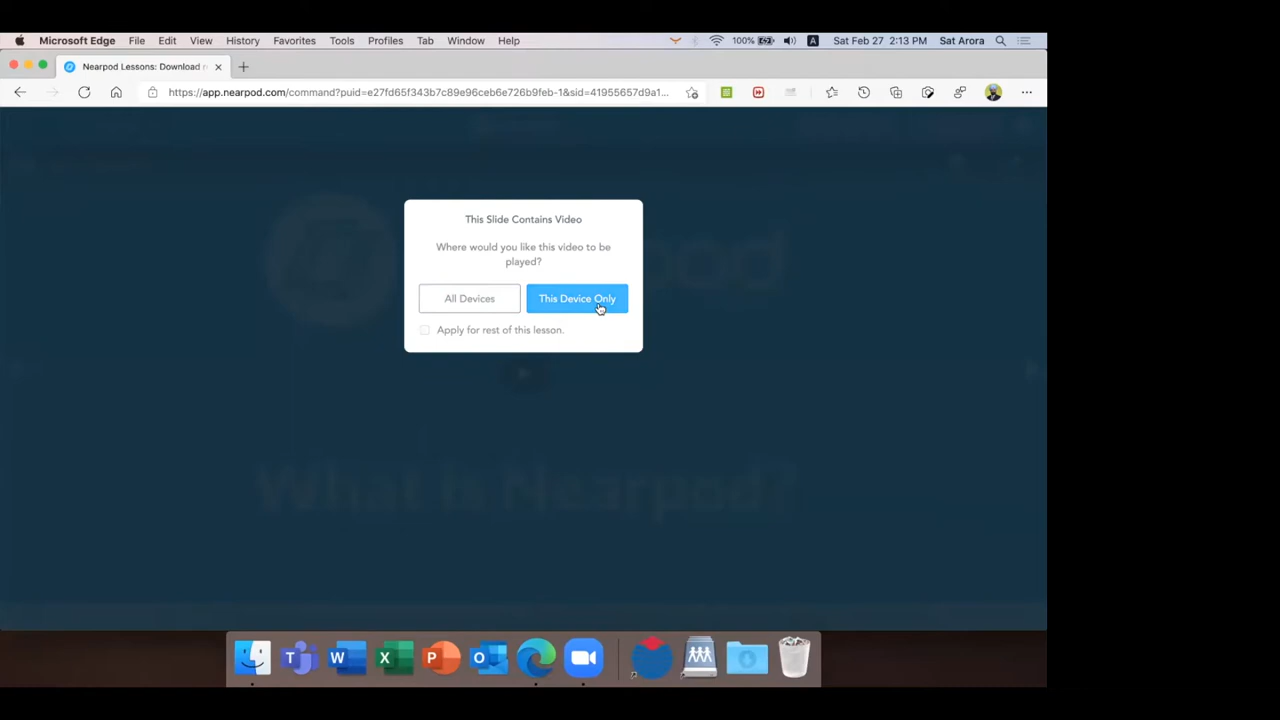 Microsoft Edge File Edit View History Favorites Tools Profiles Tab Window Help 100% A Sat Feb 27 2:13 PM Sat Arora
Nearpod Lessons: Download r
https://app.nearpod.com/command?puid=e27fd65f343b7c89e96ceb6e726b9feb-1&sid=41955657d9a1...
This Slide Contains Video
Where would you like this video to be
played?
All Devices This Device Only
Apply for rest of this lesson.
What is Nearpod?
T W X P O